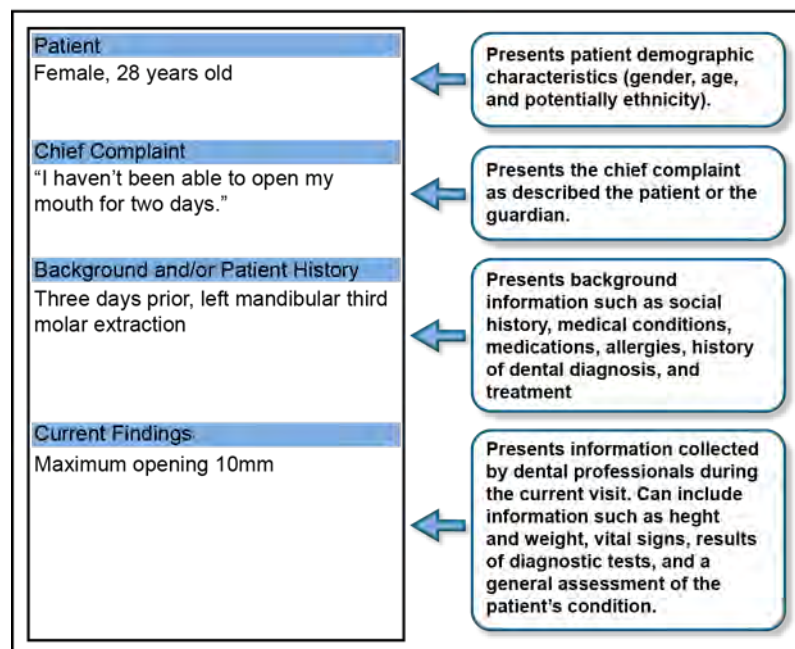 Patient
Female, 28 years old
Presents patient demographic
characteristics (gender, age,
and potentially ethnicity).
Chief Complaint
“I haven’t been able to open my
mouth for two days.”
Presents the chief complaint
as described the patient or the
guardian.
Background and/or Patient History
Three days prior, left mandibular third
molar extraction
Presents background
information such as social
history, medical conditions,
medications, allergies, history
of dental diagnosis, and
treatment
Current Findings
Maximum opening 10mm
Presents information collected
by dental professionals during
the current visit. Can include
information such as heght
and weight, vital signs, results
of diagnostic tests, and a
general assessment of the
patient’s condition.